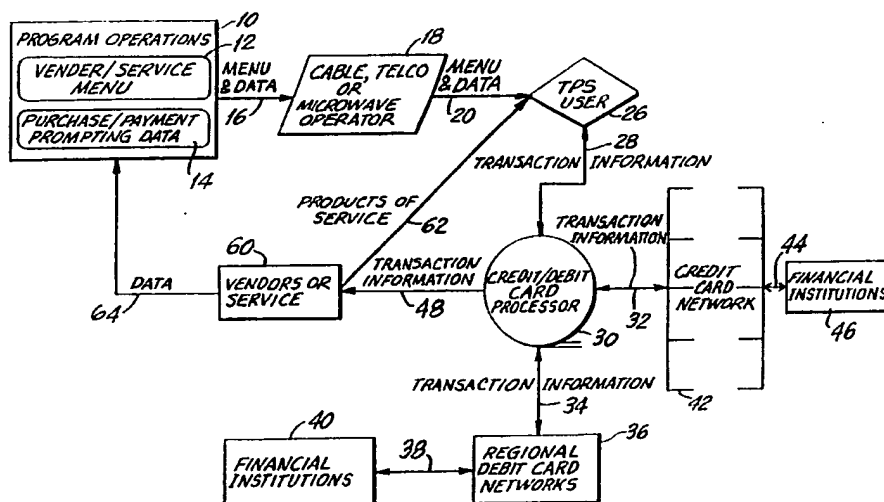 10
PROGRAM OPERATIONS
12
VENDER/SERVICE
MENU
PURCHASE/PAYMENT
PROMPTING DATA
14
MENU
& DATA
16
18
CABLE, TELCO
OR
MICROWAVE
OPERATOR
MENU
& DATA
20
TPS
USER
26
28
TRANSACTION INFORMATION
PRODUCTS OF
SERVICE
62
60
VENDORS OR
SERVICE
DATA
64
TRANSACTION
INFORMATION
48
CREDIT/DEBIT
CARD
PROCESSOR
30
TRANSACTION
INFORMATION
32
CREDIT
CARD
NETWORK
42
44
FINANCIAL
INSTITUTIONS
46
TRANSACTION INFORMATION
34
36
REGIONAL
DEBIT CARD
NETWORKS
38
40
FINANCIAL
INSTITUTIONS